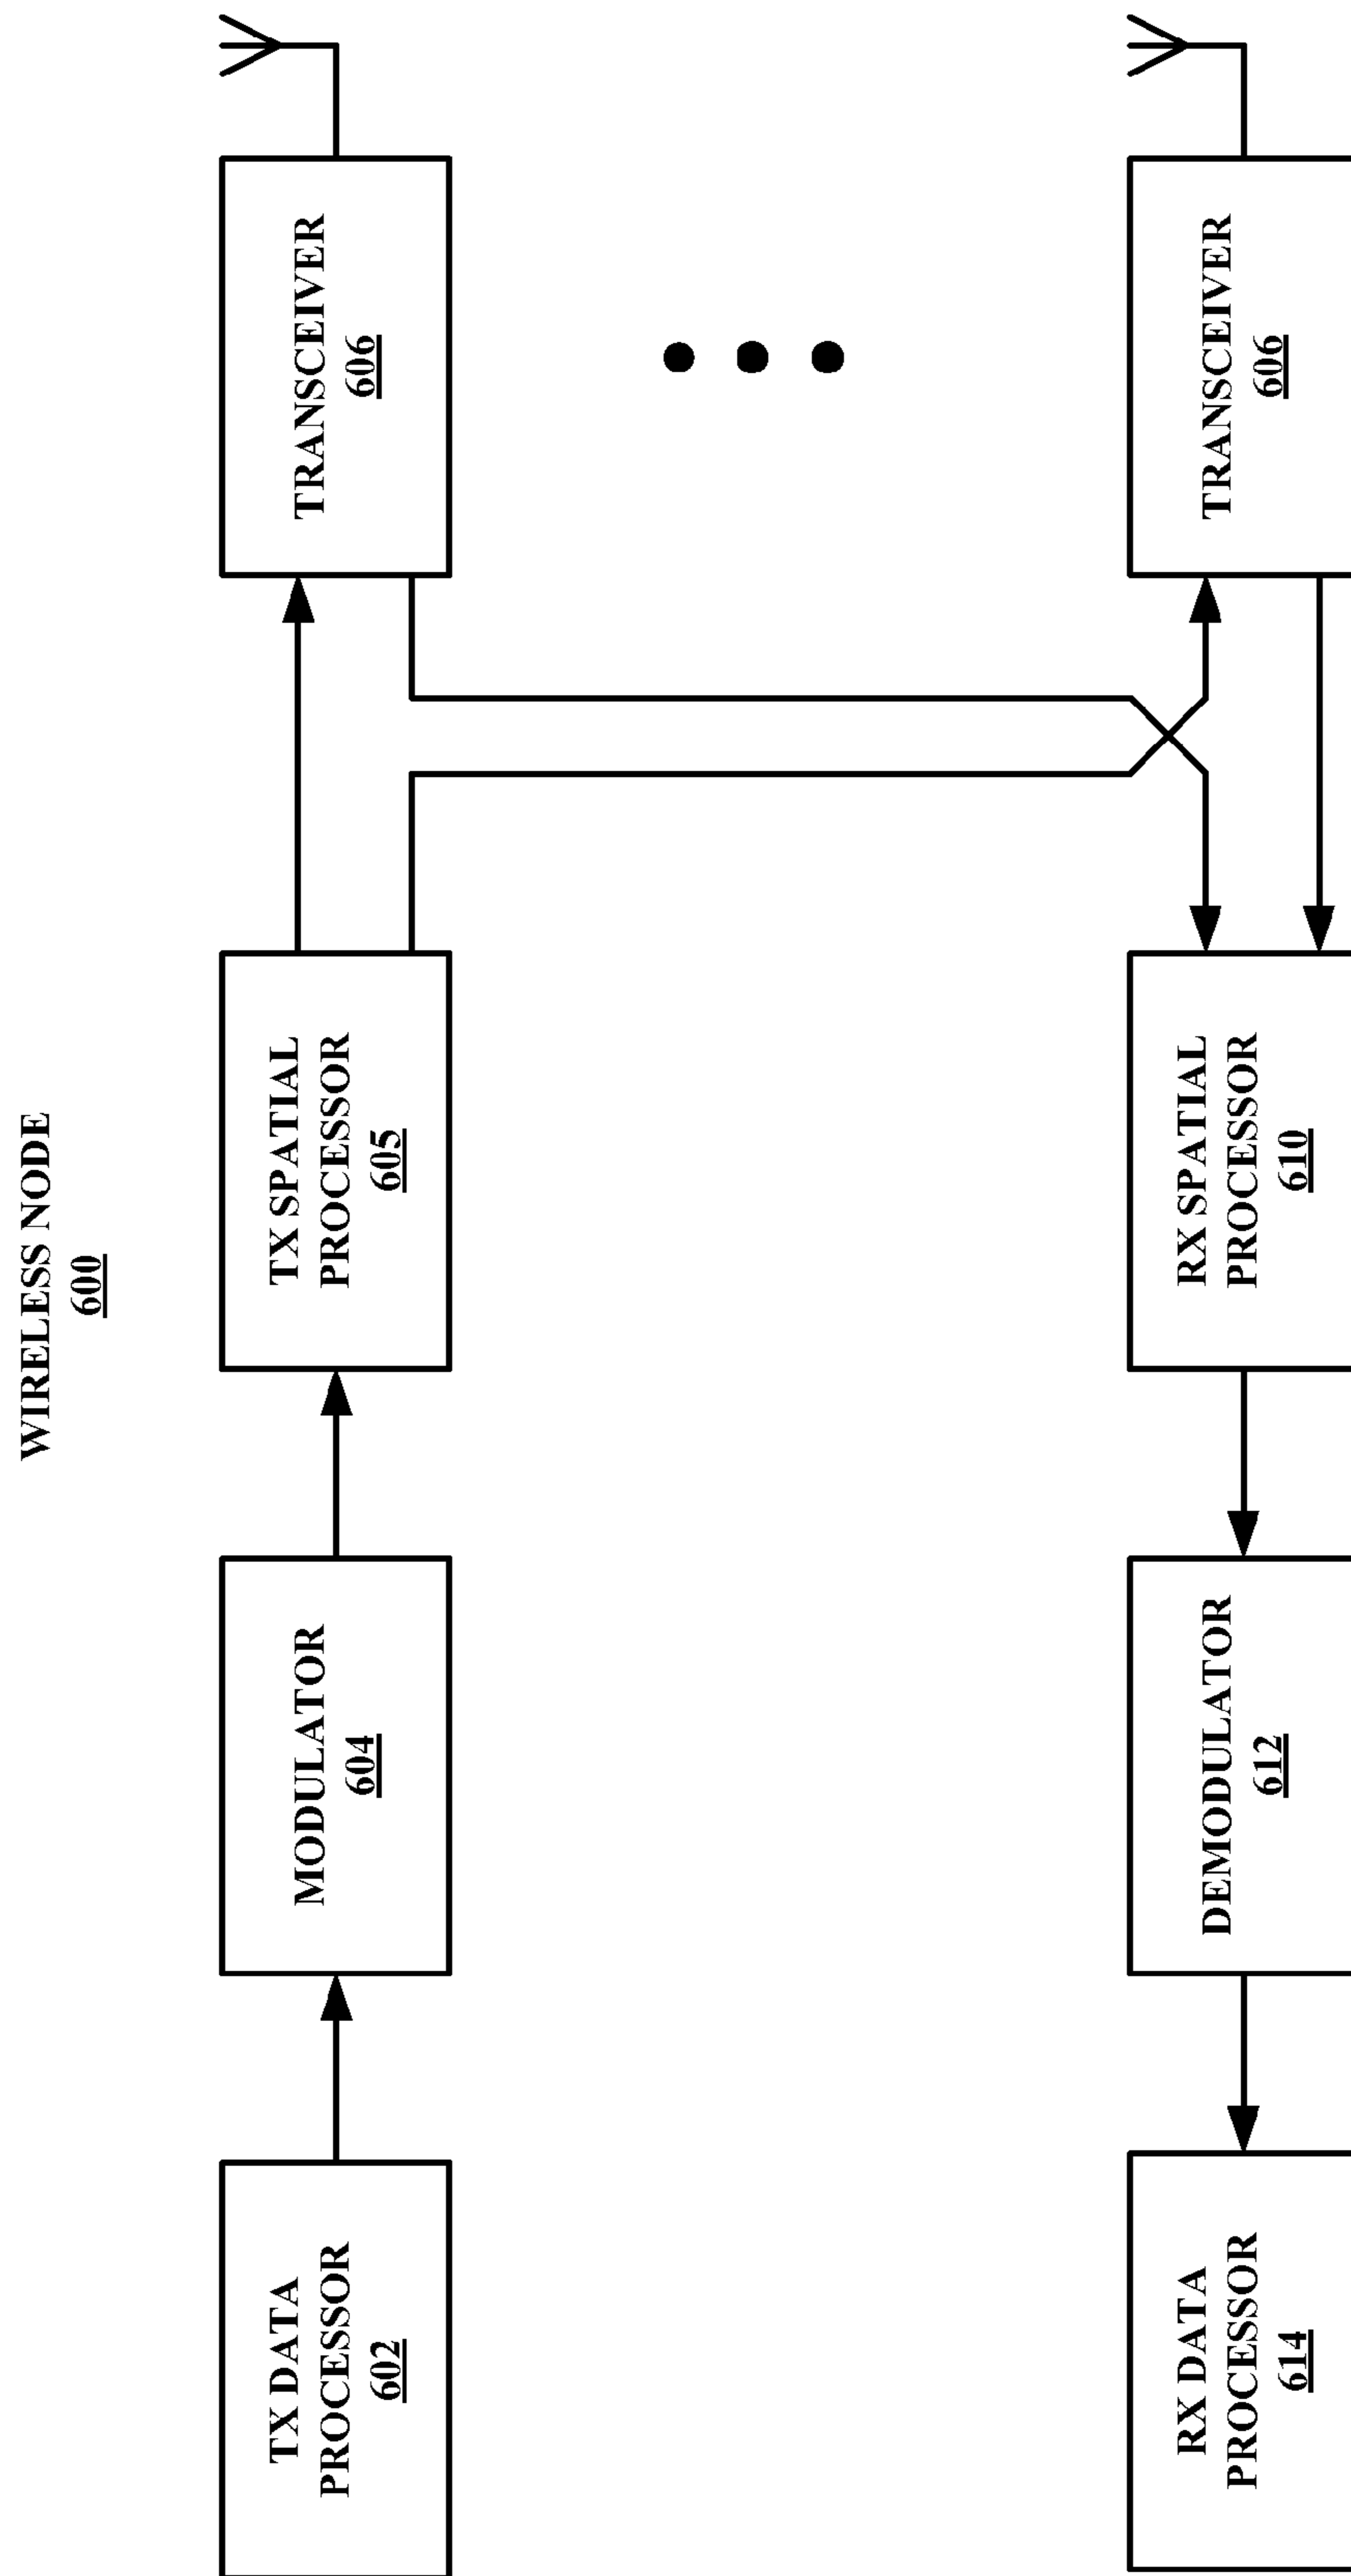 WIRELESS NODE
600
TX DATA
PROCESSOR
602
MODULATOR
604
TX SPATIAL
PROCESSOR
605
TRANSCEIVER
606
RX DATA
PROCESSOR
614
DEMODULATOR
612
RX SPATIAL
PROCESSOR
610
TRANSCEIVER
606